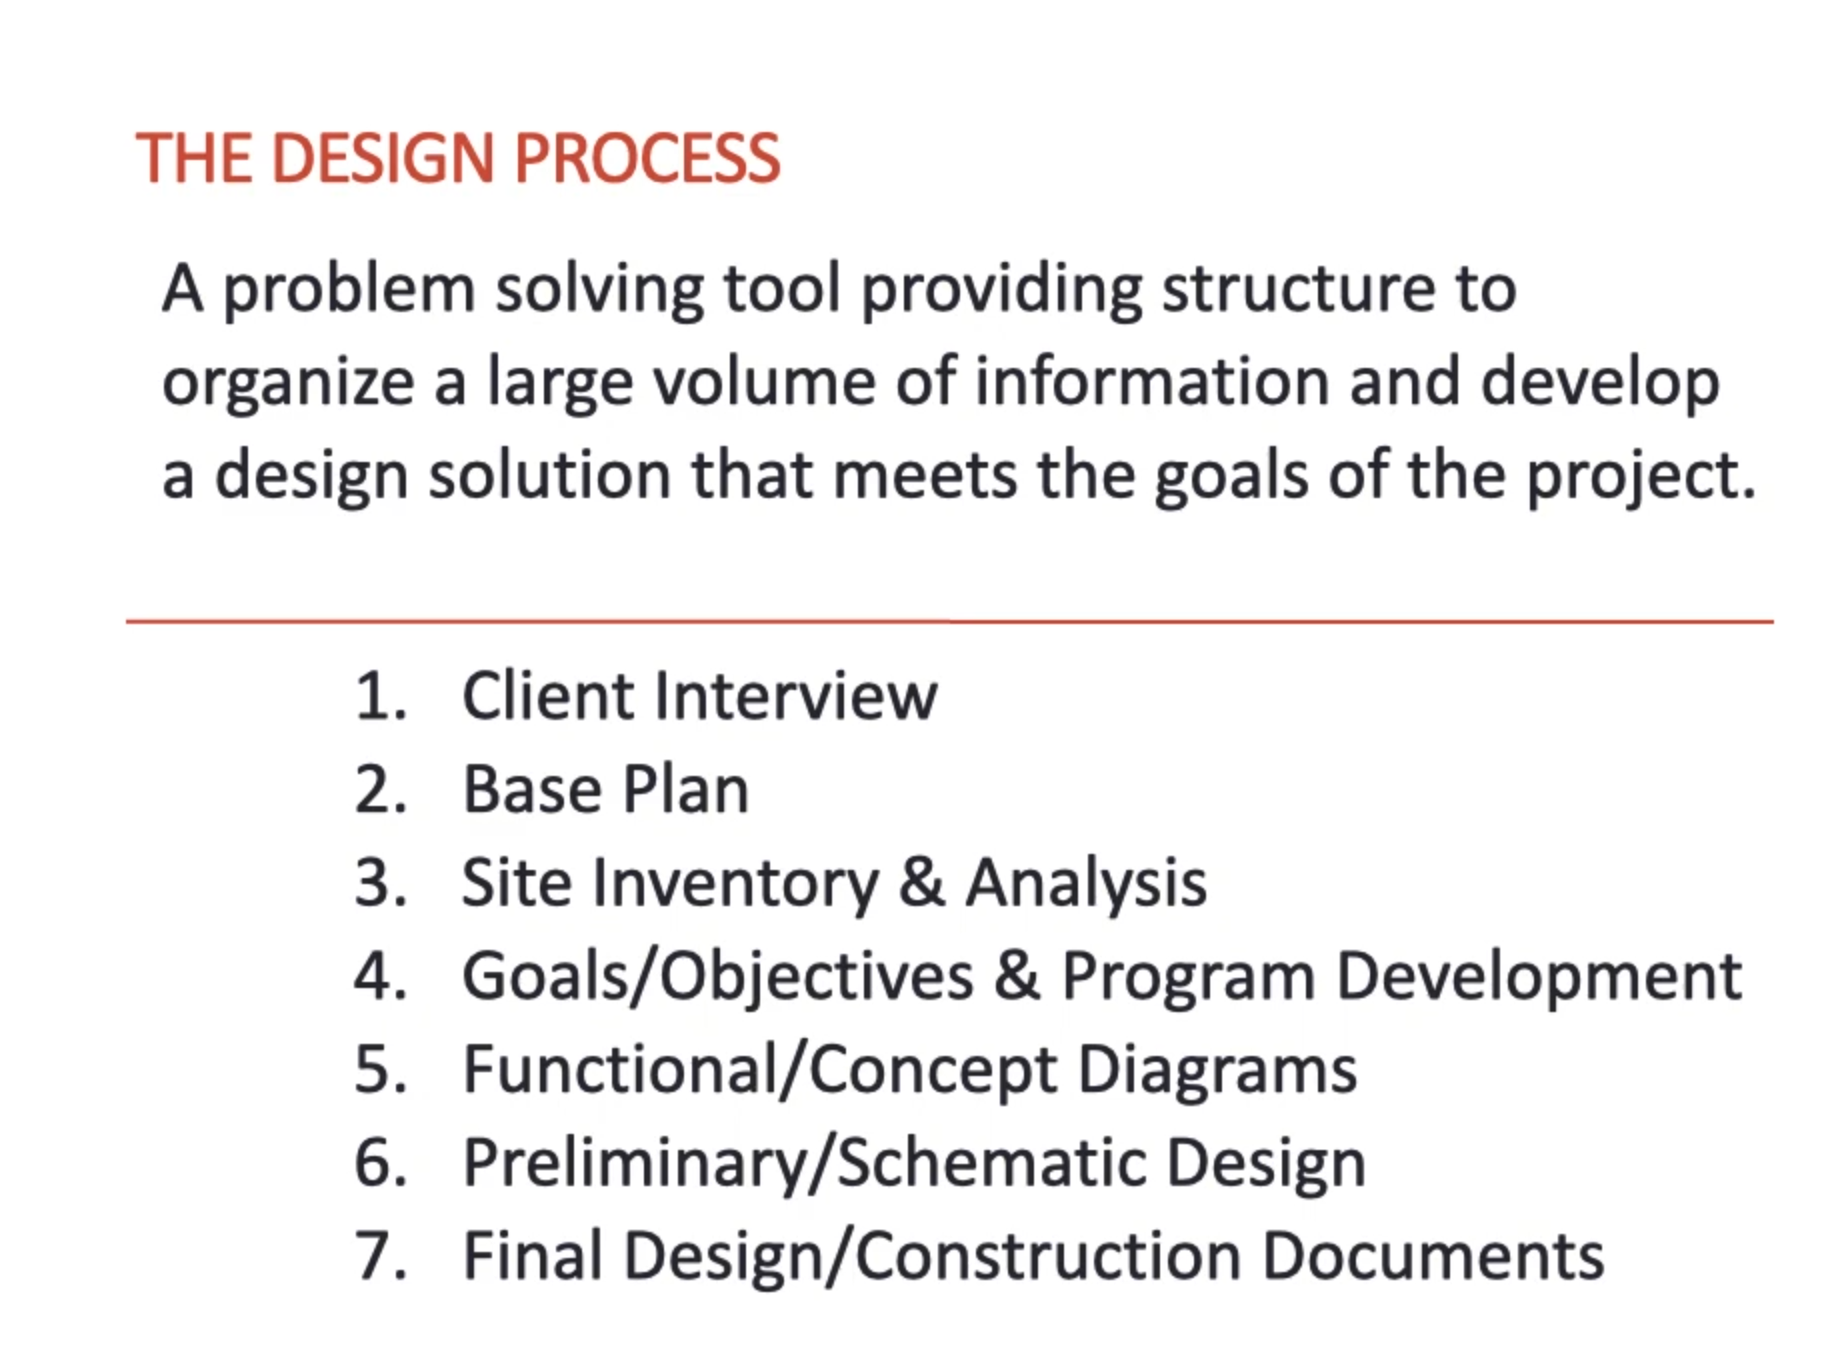 THE DESIGN PROCESS
A problem solving tool providing structure to
organize a large volume of information and develop
a design solution that meets the goals of the project.
1. Client Interview
2. Base Plan
3. Site Inventory & Analysis
4. Goals/Objectives & Program Development
5. Functional/Concept Diagrams
6. Preliminary/Schematic Design
7. Final Design/Construction Documents